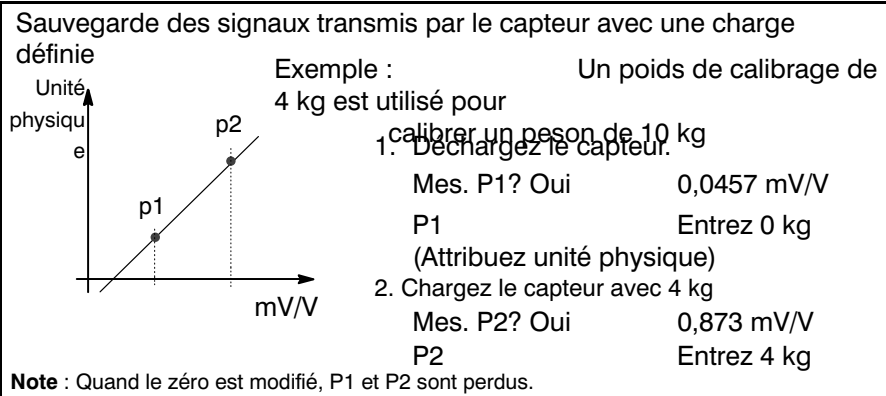 Sauvegarde des signaux transmis par le capteur avec une charge
définie
Exemple : Un poids de calibrage de
4 kg est utilisé pour
calibrer un peson de 10 kg
Unité
physiqu
e
p2
p1
mV/V
1. Déchargez le capteur.
Mes. P1? Oui 0,0457 mV/V
P1 Entrez 0 kg
(Attribuez unité physique)
2. Chargez le capteur avec 4 kg
Mes. P2? Oui 0,873 mV/V
P2 Entrez 4 kg
Note : Quand le zéro est modifié, P1 et P2 sont perdus.